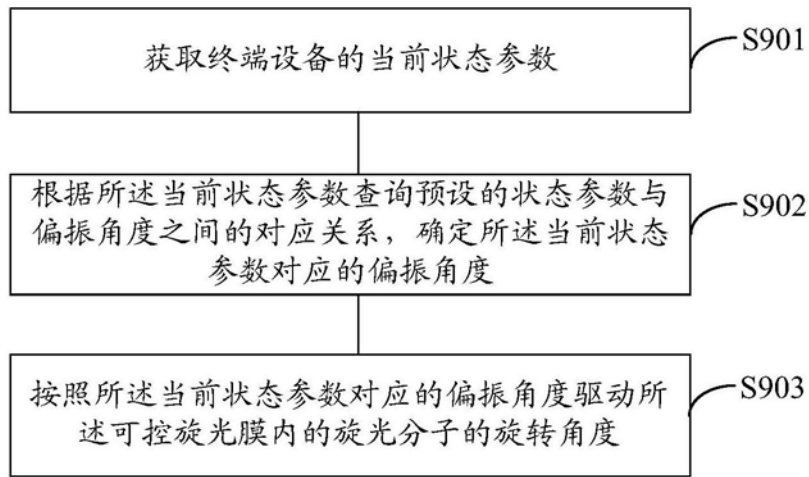 获取终端设备的当前状态参数
S901
根据所述当前状态参数查询预设的状态参数与
偏振角度之间的对应关系，确定所述当前状态
参数对应的偏振角度
S902
按照所述当前状态参数对应的偏振角度驱动所
述可控旋光膜内的旋光分子的旋转角度
S903